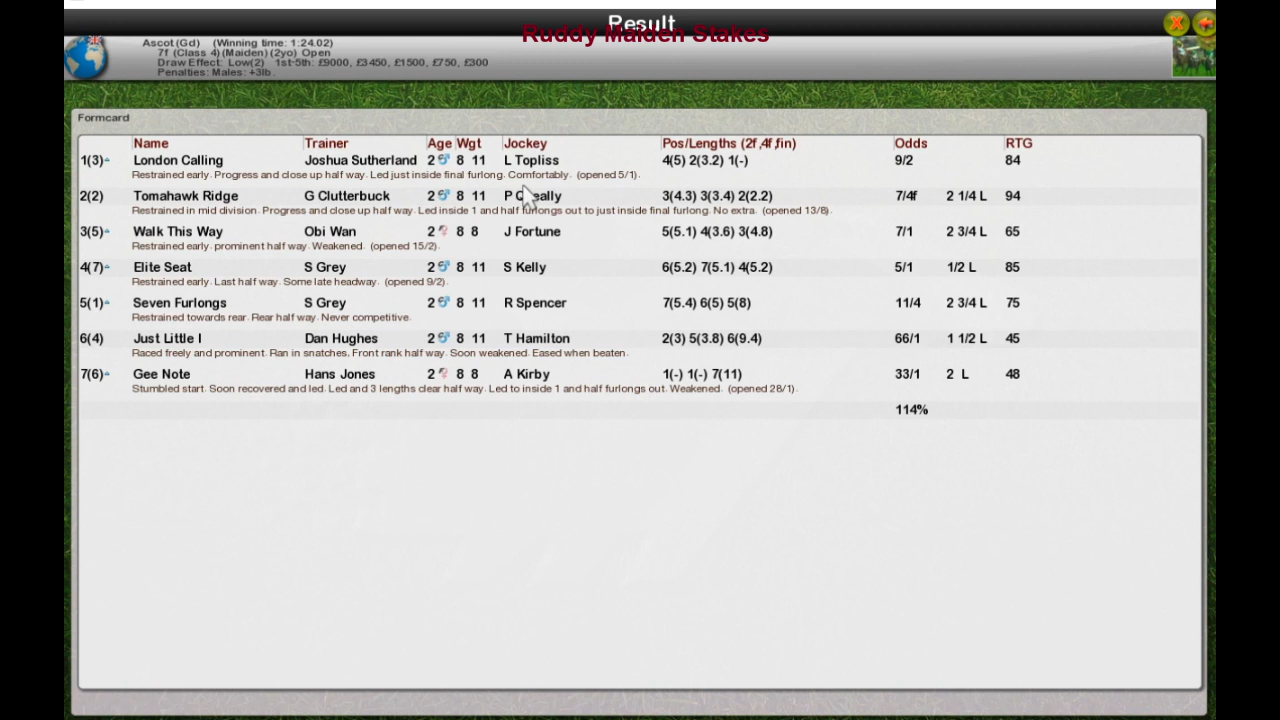 Result
Ruddy Maiden Stakes
Ascot (Gd) (Winning time: 1:24.02)
7f (Class 4) (Maiden) (2yo) Open
Draw Effect: Low(2) 1st-5th: £9000, £3450, £1500, £750, £300
Penalties: Males: +3lb.
Formcard
Name Trainer Age Wgt Jockey Pos/Lengths (2f,4f,fin) Odds RTG
1(3) London Calling Joshua Sutherland 2 8 11 L Topliss 4(5) 2(3.2) 1(-) 9/2 84
Restrained early. Progress and close up half way. Led just inside final furlong. Comfortably. (opened 5/1).
2(2) Tomahawk Ridge G Clutterbuck 2 8 11 P 3(4.3) 3(3.4) 2(2.2) 7/4f 2 1/4 L 94
Restrained in mid division. Progress and close up half way. Led inside 1 and half furlongs out to just inside final furlong. No extra. (opened 13/8).
3(5) Walk This Way Obi Wan 2 8 8 J Fortune 5(5.1) 4(3.6) 3(4.8) 7/1 2 3/4 L 65
Restrained early. prominent half way. Weakened. (opened 15/2).
4(7) Elite Seat S Grey 2 8 11 S Kelly 6(5.2) 7(5.1) 4(5.2) 5/1 1/2 L 85
Restrained early. Last half way. Some late headway. (opened 9/2).
5(1) Seven Furlongs S Grey 2 8 11 R Spencer 7(5.4) 6(5) 5(8) 11/4 2 3/4 L 75
Restrained towards rear. Rear half way. Never competitive.
6(4) Just Little I Dan Hughes 2 8 11 T Hamilton 2(3) 5(3.8) 6(9.4) 66/1 1 1/2 L 45
Raced freely and prominent. Ran in snatches. Front rank half way. Soon weakened. Eased when beaten.
7(6) Gee Note Hans Jones 2 8 8 A Kirby 1(-) 1(-) 7(11) 33/1 2 L 48
Stumbled start. Soon recovered and led. Led and 3 lengths clear half way. Led to inside 1 and half furlongs out. Weakened. (opened 28/1).
114%